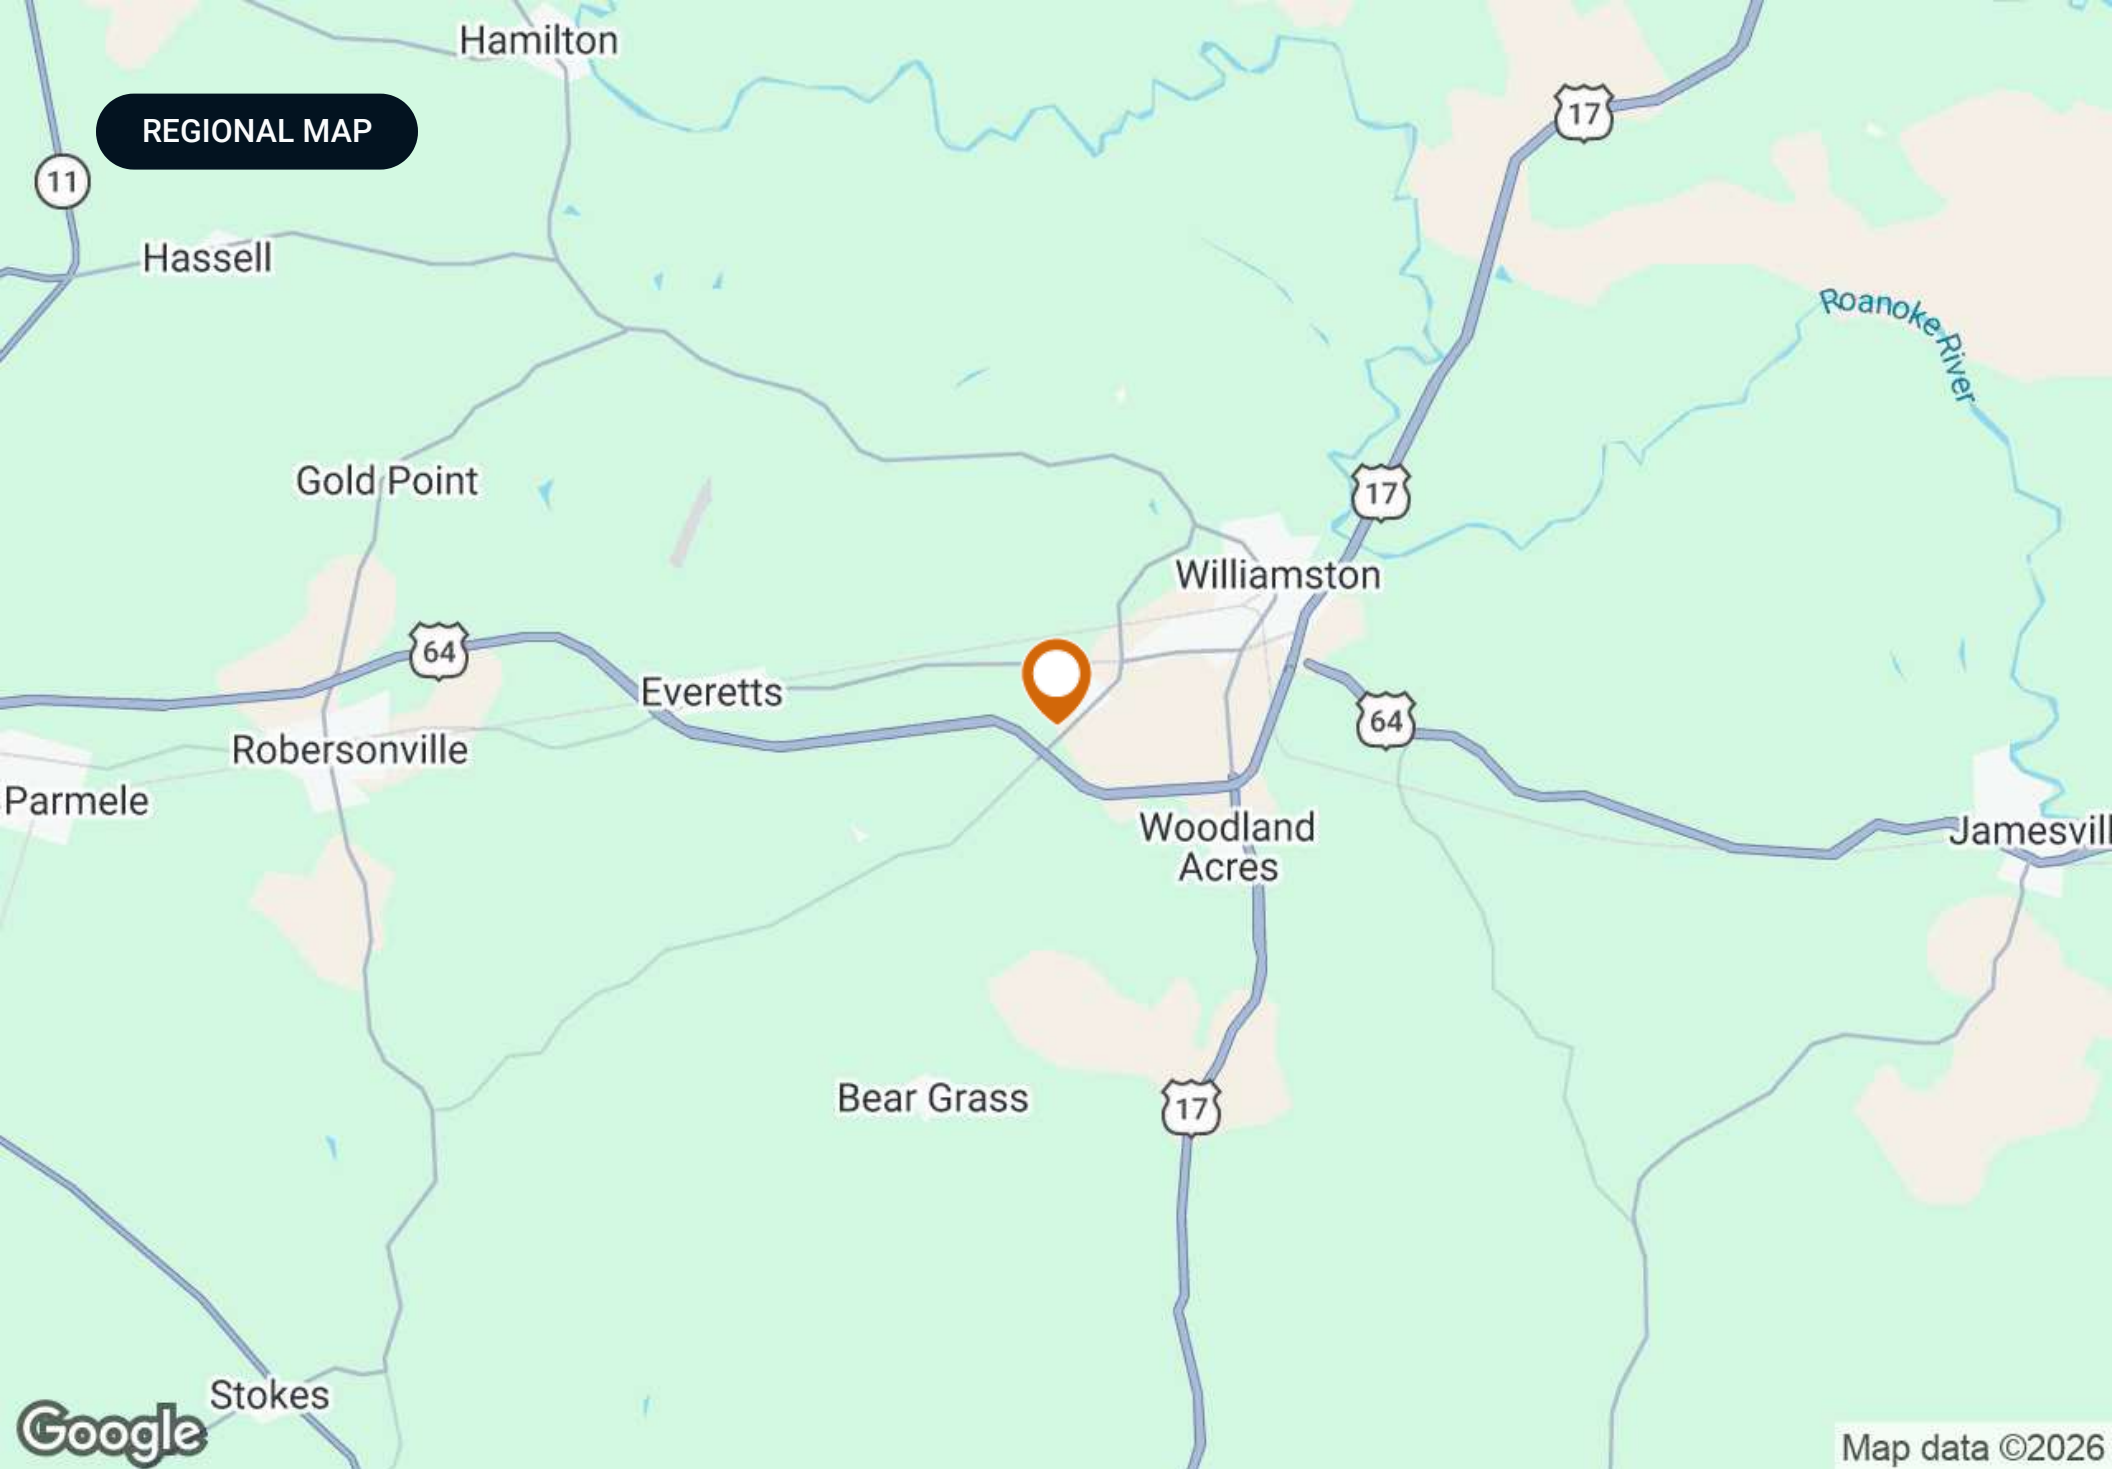 Hamilton
REGIONAL MAP
17
11
Hassell
Roanoke River
Gold Point
17
Williamston
64
Everetts
64
Robersonville
Parmele
Woodland
Acres
Jamesvill
Bear Grass
17
Stokes
Google
Map data ©2026